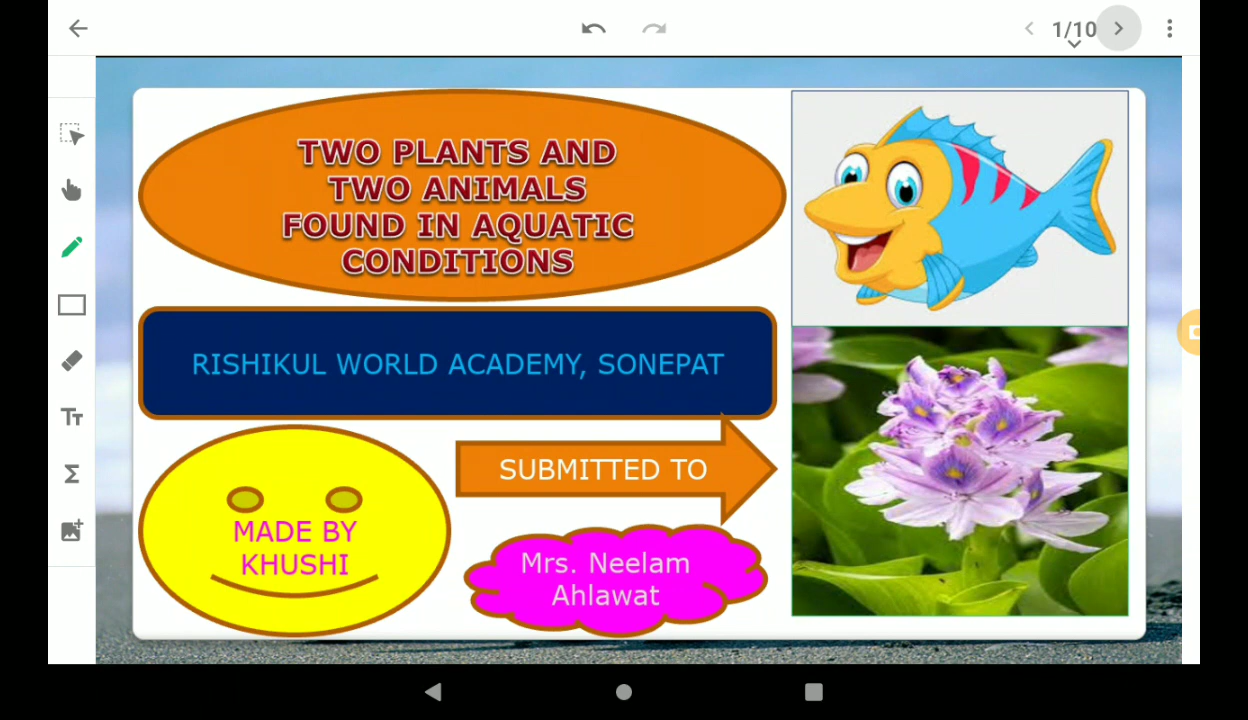 1/10
TWO PLANTS AND
TWO ANIMALS
FOUND IN AQUATIC
CONDITIONS
RISHIKUL WORLD ACADEMY, SONEPAT
SUBMITTED TO
MADE BY
KHUSHI
Mrs. Neelam
Ahlawat
TT
Σ